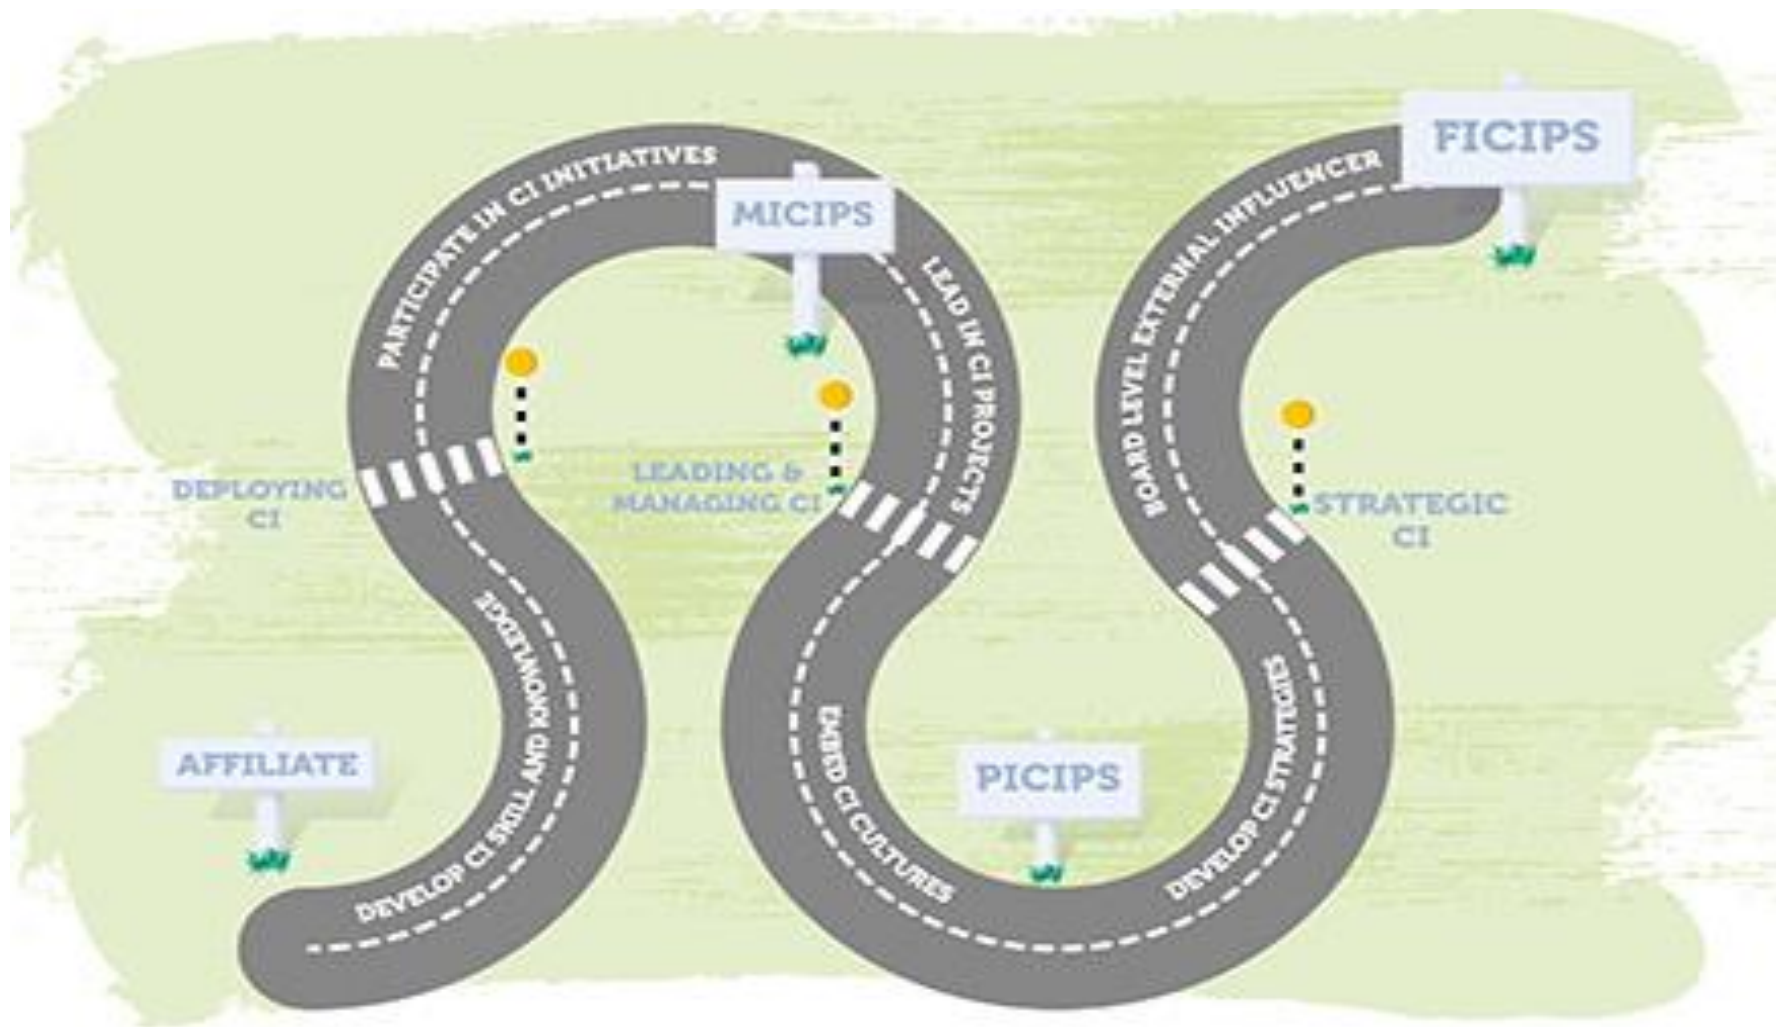 AFFILIATE
DEVELOP CI SKILL AND KNOWLEDGE
DEPLOYING
CI
PARTICIPATE IN CI INITIATIVES
MICIPS
LEAD IN CI PROJECTS
LEADING &
MANAGING CI
EMBED CI CULTURES
PICIPS
DEVELOP CI STRATEGIES
STRATEGIC
CI
BOARD LEVEL EXTERNAL INFLUENCER
FICIPS